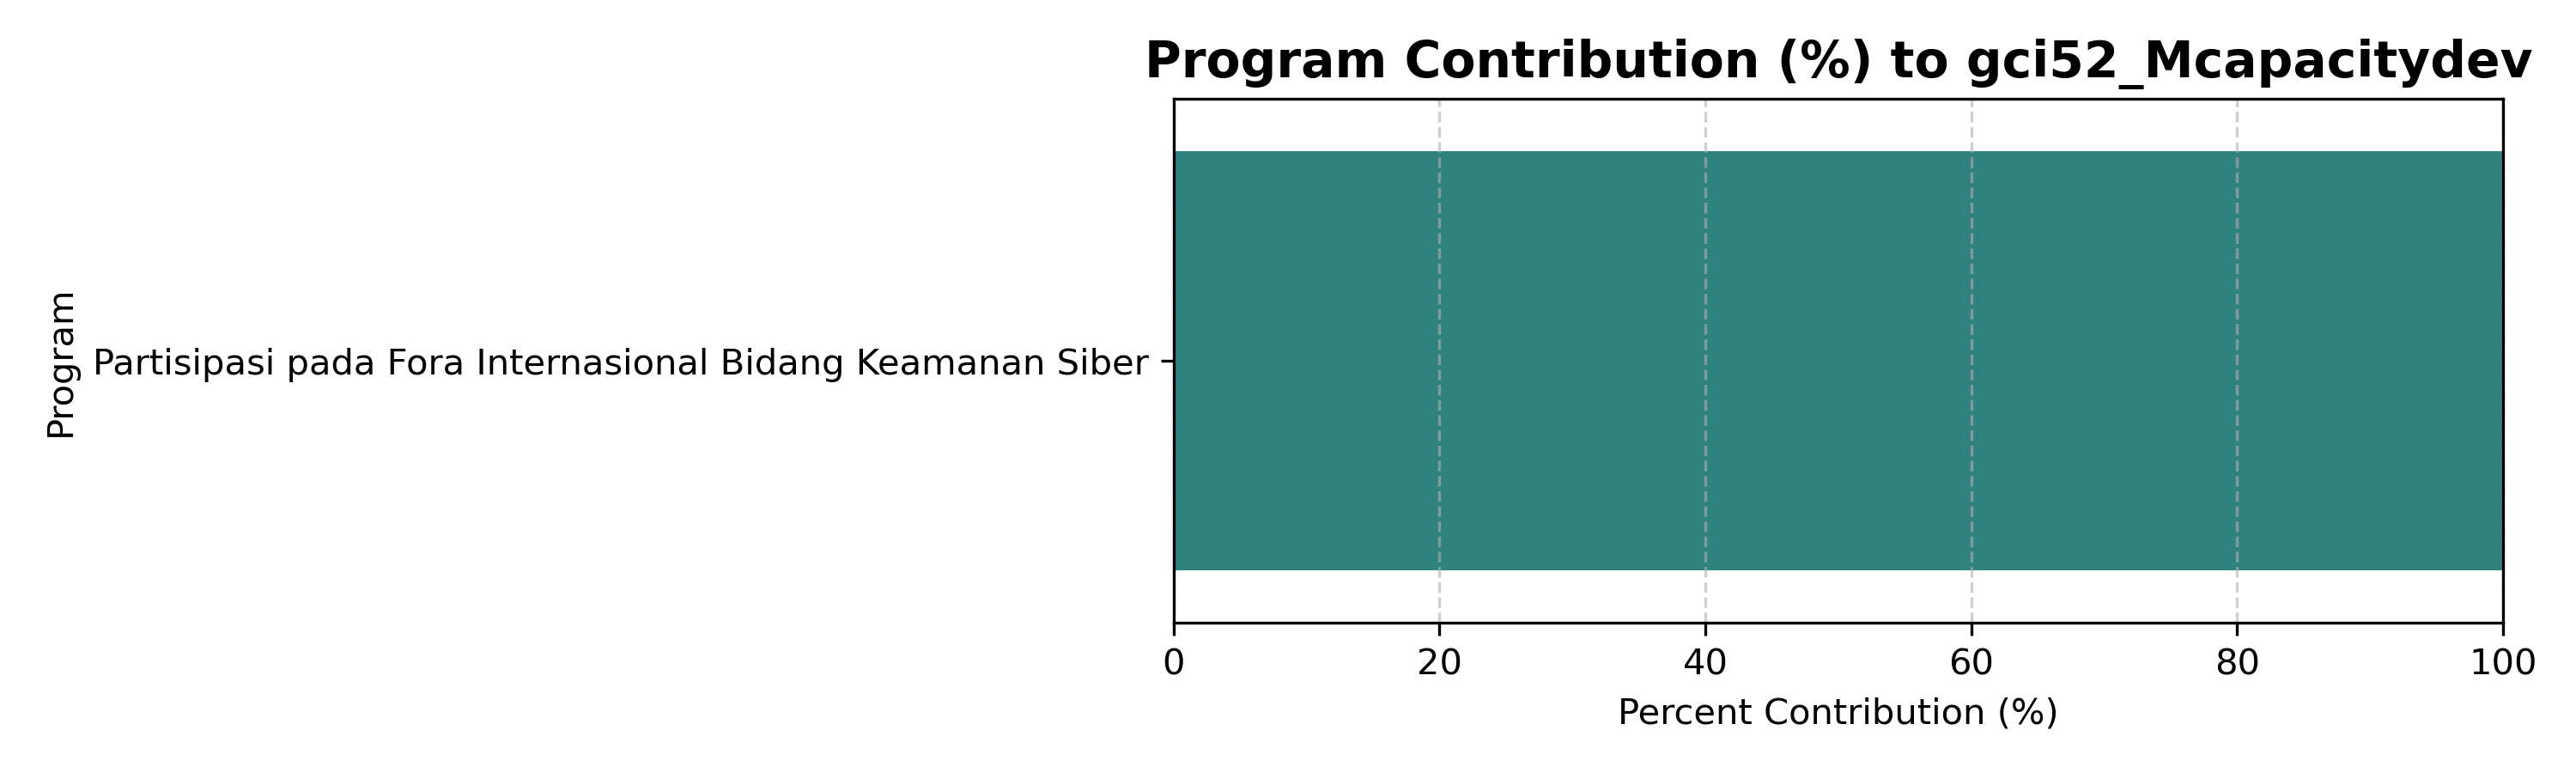 Program Contribution (%) to gci52_Mcapacitydev
Program
Partisipasi pada Fora Internasional Bidang Keamanan Siber
0 20 40 60 80 100
Percent Contribution (%)